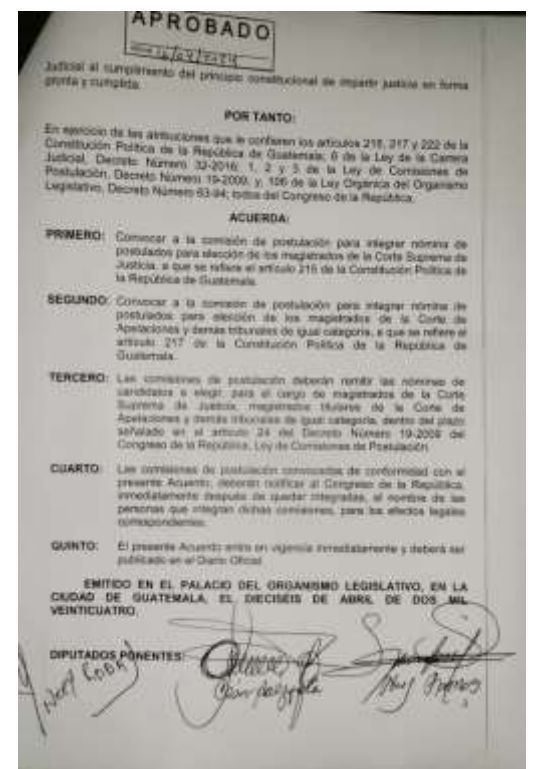 APROBADO
16/04/2024
Judicial al cumplimiento del principio constitucional de impartir justicia en forma
pronta y cumplida.
POR TANTO:
En ejercicio de las atribuciones que le confieren los artículos 215, 217 y 222 de la
Constitución Política de la República de Guatemala; 6 de la Ley de la Carrera
Judicial, Decreto Número 32-2016; 1, 2 y 3 de la Ley de Comisiones de
Postulación, Decreto Número 19-2009; y, 106 de la Ley Orgánica del Organismo
Legislativo, Decreto Número 63-94; todos del Congreso de la República.
ACUERDA:
PRIMERO: Convocar a la comisión de postulación para integrar nómina de
postulados para elección de los magistrados de la Corte Suprema de
Justicia, a que se refiere el artículo 215 de la Constitución Política de
la República de Guatemala.
SEGUNDO: Convocar a la comisión de postulación para integrar nómina de
postulados para elección de los magistrados de la Corte de
Apelaciones y demás tribunales de igual categoría, a que se refiere el
artículo 217 de la Constitución Política de la República de
Guatemala.
TERCERO: Las comisiones de postulación deberán remitir las nóminas de
candidatos a elegir, para el cargo de magistrados de la Corte
Suprema de Justicia, magistrados titulares de la Corte de
Apelaciones y demás tribunales de igual categoría, dentro del plazo
señalado en el artículo 24 del Decreto Número 19-2009 del
Congreso de la República, Ley de Comisiones de Postulación.
CUARTO: Las comisiones de postulación convocadas de conformidad con el
presente Acuerdo, deberán notificar al Congreso de la República,
inmediatamente después de quedar integradas, el nombre de las
personas que integran dichas comisiones, para los efectos legales
correspondientes.
QUINTO: El presente Acuerdo entra en vigencia inmediatamente y deberá ser
publicado en el Diario Oficial.
EMITIDO EN EL PALACIO DEL ORGANISMO LEGISLATIVO, EN LA
CIUDAD DE GUATEMALA, EL DIECISÉIS DE ABRIL DE DOS MIL
VEINTICUATRO.
DIPUTADOS PONENTES: